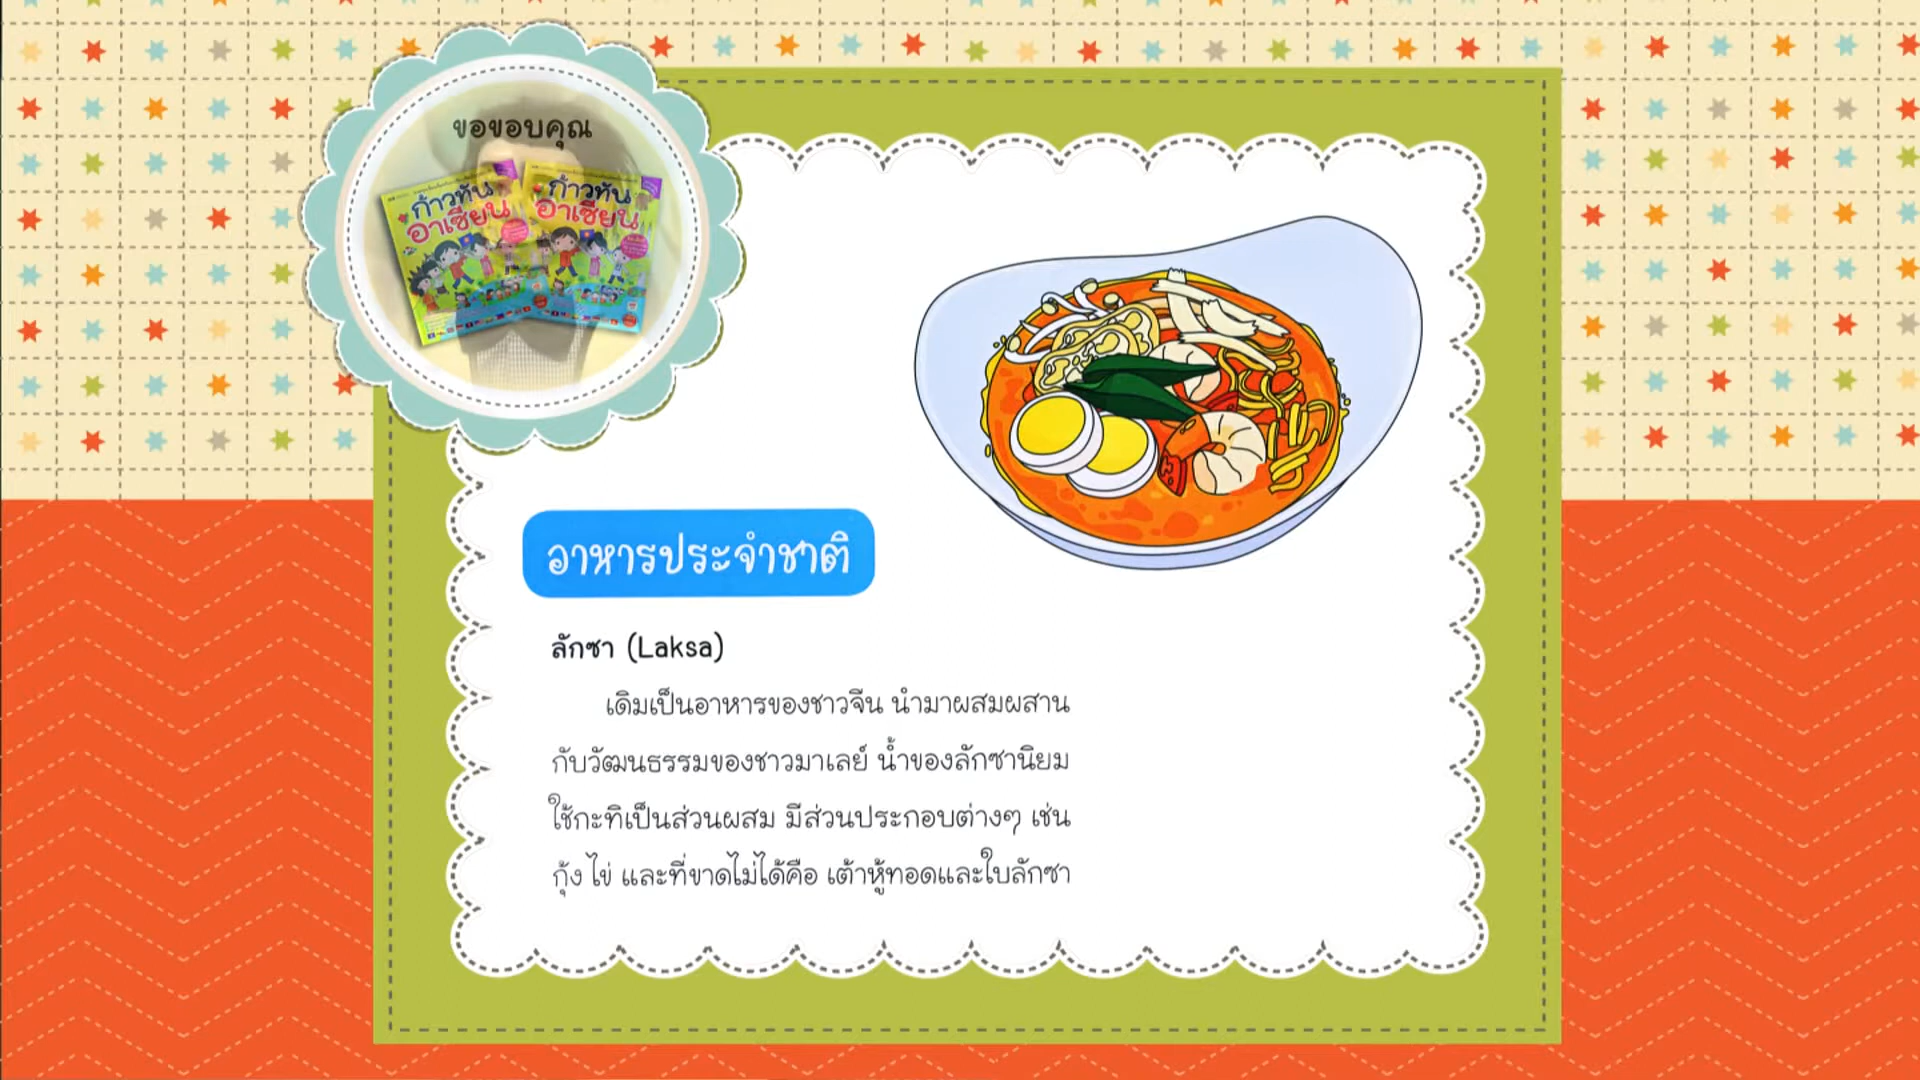 ขอขอบคุณ
ก้าวทัน
อาเซียน
ก้าวทัน
อาเซียน
อาหารประจำชาติ
ลักซา (Laksa)
เดิมเป็นอาหารของชาวจีน นำมาผสมผสาน
กับวัฒนธรรมของชาวมาเลย์ น้ำของลักซานิยม
ใช้กะทิเป็นส่วนผสม มีส่วนประกอบต่างๆ เช่น
กุ้ง ไข่ และที่ขาดไม่ได้คือ เต้าหู้ทอดและใบลักซา